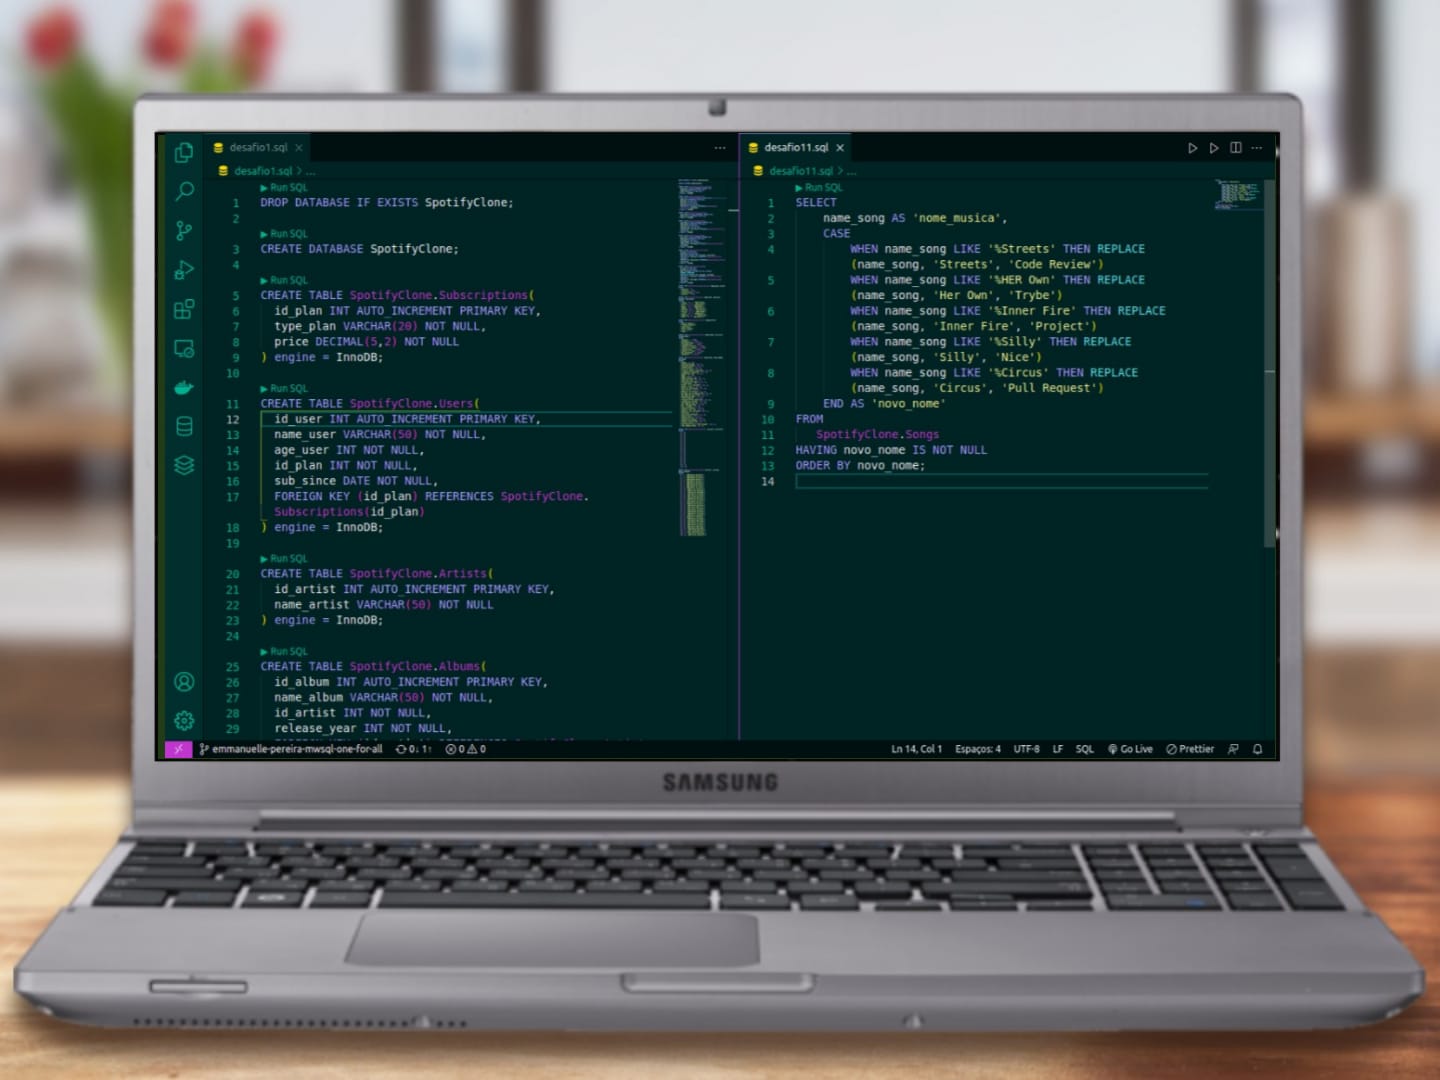 desafio1.sql
desafio1.sql > ...
Run SQL
1 DROP DATABASE IF EXISTS SpotifyClone;
2
Run SQL
3 CREATE DATABASE SpotifyClone;
4
Run SQL
5 CREATE TABLE SpotifyClone.Subscriptions(
6 id_plan INT AUTO_INCREMENT PRIMARY KEY,
7 type_plan VARCHAR(20) NOT NULL,
8 price DECIMAL(5,2) NOT NULL
9 ) engine = InnoDB;
10
Run SQL
11 CREATE TABLE SpotifyClone.Users(
12 id_user INT AUTO_INCREMENT PRIMARY KEY,
13 name_user VARCHAR(50) NOT NULL,
14 age_user INT NOT NULL,
15 id_plan INT NOT NULL,
16 sub_since DATE NOT NULL,
17 FOREIGN KEY (id_plan) REFERENCES SpotifyClone.
Subscriptions(id_plan)
18 ) engine = InnoDB;
19
Run SQL
20 CREATE TABLE SpotifyClone.Artists(
21 id_artist INT AUTO_INCREMENT PRIMARY KEY,
22 name_artist VARCHAR(50) NOT NULL
23 ) engine = InnoDB;
24
Run SQL
25 CREATE TABLE SpotifyClone.Albums(
26 id_album INT AUTO_INCREMENT PRIMARY KEY,
27 name_album VARCHAR(50) NOT NULL,
28 id_artist INT NOT NULL,
29 release_year INT NOT NULL,
desafio11.sql
desafio11.sql > ...
Run SQL
1 SELECT
2 name_song AS 'nome_musica',
3 CASE
4 WHEN name_song LIKE '%Streets' THEN REPLACE
(name_song, 'Streets', 'Code Review')
5 WHEN name_song LIKE '%HER Own' THEN REPLACE
(name_song, 'Her Own', 'Trybe')
6 WHEN name_song LIKE '%Inner Fire' THEN REPLACE
(name_song, 'Inner Fire', 'Project')
7 WHEN name_song LIKE '%Silly' THEN REPLACE
(name_song, 'Silly', 'Nice')
8 WHEN name_song LIKE '%Circus' THEN REPLACE
(name_song, 'Circus', 'Pull Request')
9 END AS 'novo_nome'
10 FROM
11 SpotifyClone.Songs
12 HAVING novo_nome IS NOT NULL
13 ORDER BY novo_nome;
14
emmanuelle-pereira-mwsql-one-for-all 0↓ 1↑ 0 0 Ln 14, Col 1 Espaços: 4 UTF-8 LF SQL Go Live Prettier
SAMSUNG